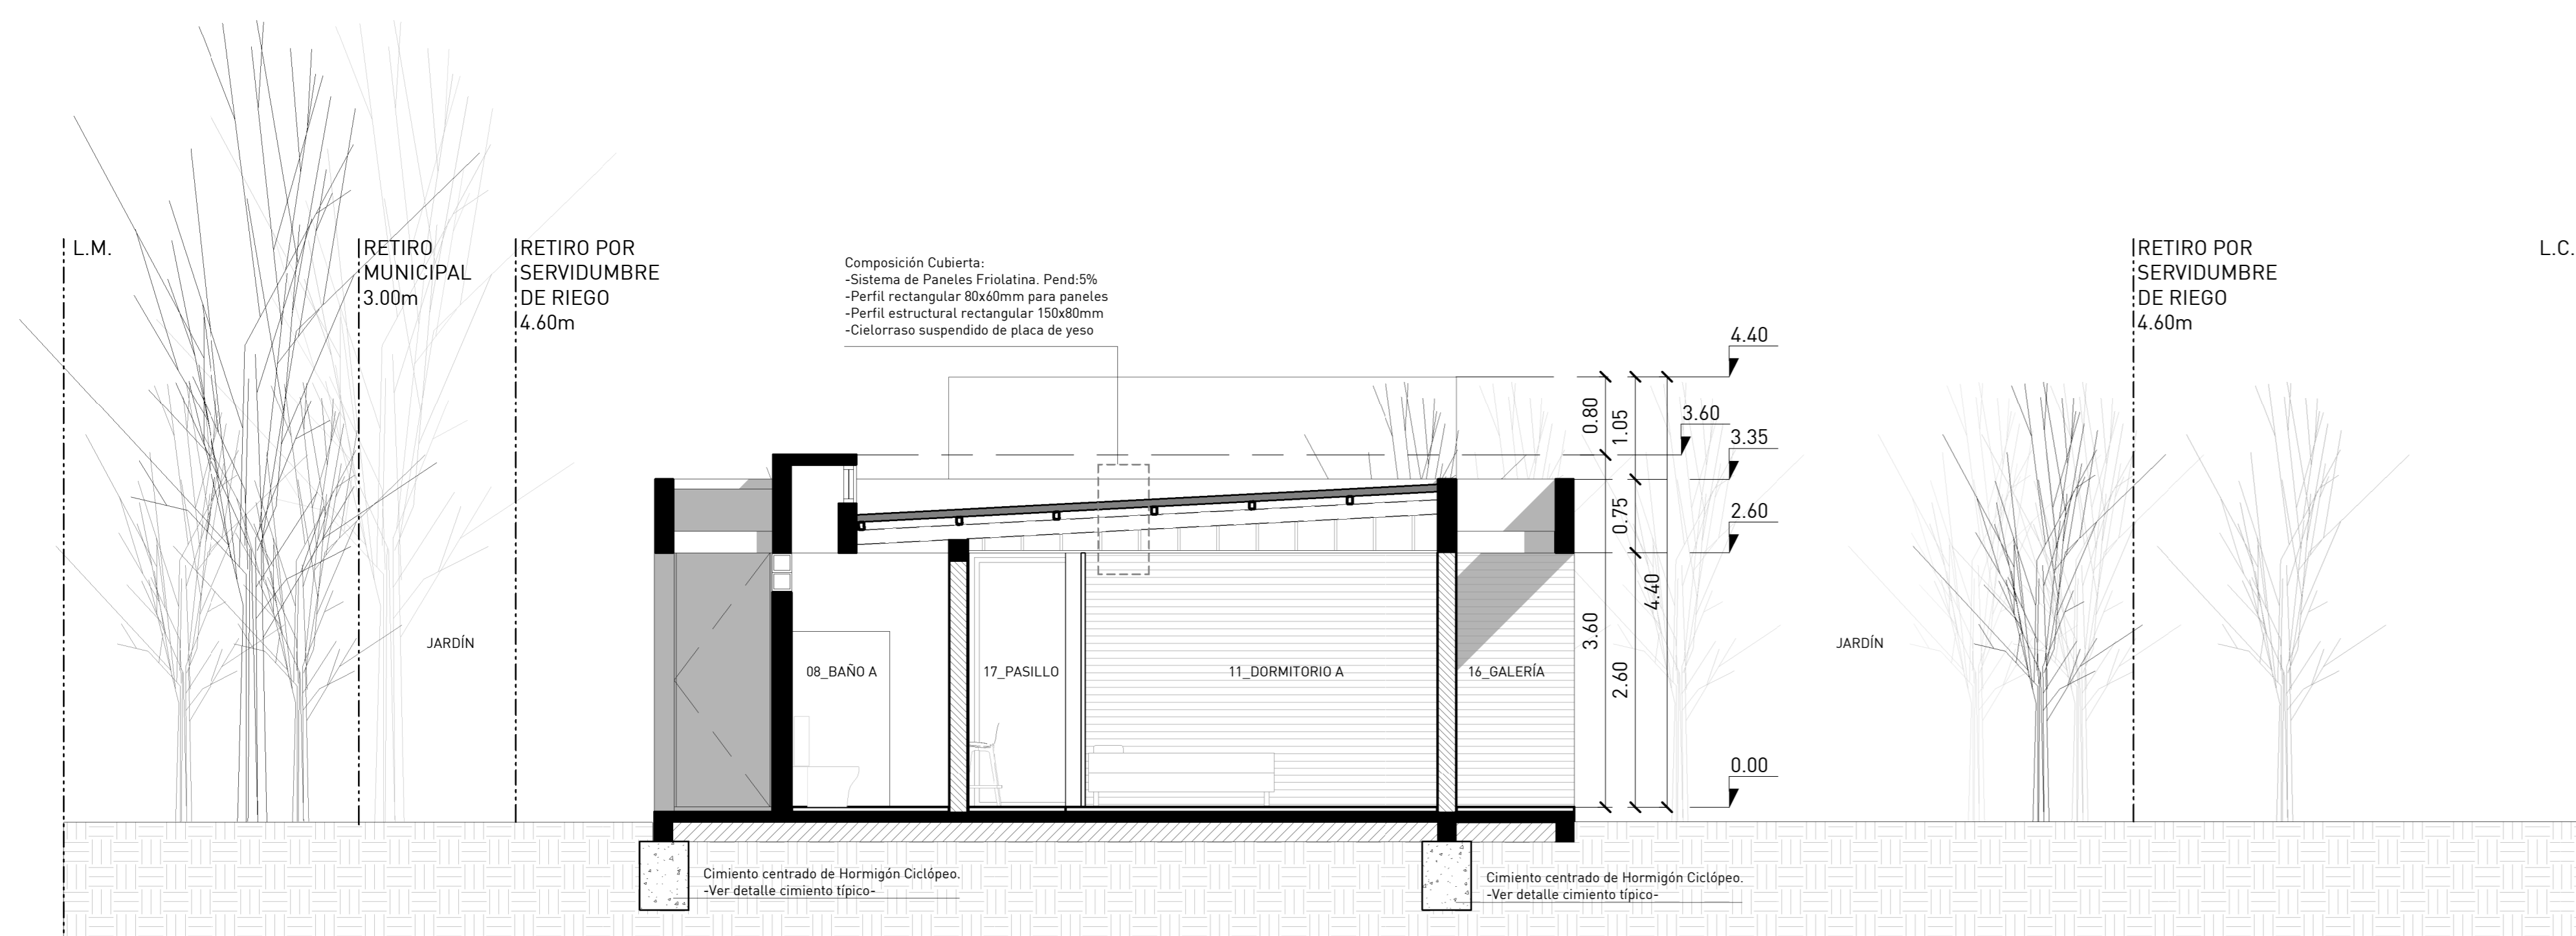 L.M.
RETIRO
MUNICIPAL
3.00m
RETIRO POR
SERVIDUMBRE
DE RIEGO
4.60m
Composición Cubierta:
-Sistema de Paneles Friolatina. Pend:5%
-Perfil rectangular 80x60mm para paneles
-Perfil estructural rectangular 150x80mm
-Cielorraso suspendido de placa de yeso
RETIRO POR
SERVIDUMBRE
DE RIEGO
4.60m
L.C.
4.40
3.60
3.35
2.60
0.00
0.80
1.05
0.75
4.40
3.60
2.60
JARDÍN
08_BAÑO A
17_PASILLO
11_DORMITORIO A
16_GALERÍA
JARDÍN
Cimiento centrado de Hormigón Ciclópeo.
-Ver detalle cimiento típico-
Cimiento centrado de Hormigón Ciclópeo.
-Ver detalle cimiento típico-